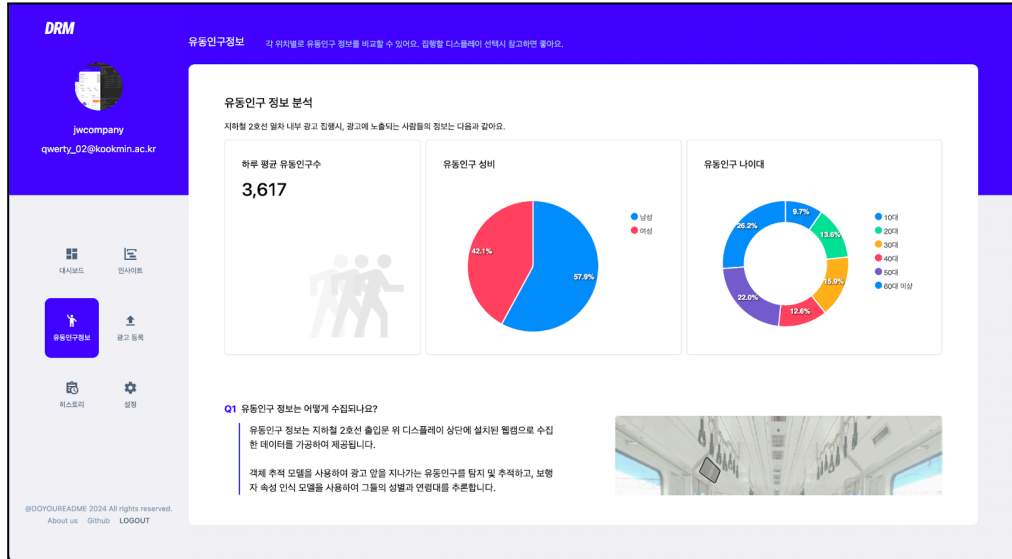 DRM
jwcompany
qwerty_02@kookmin.ac.kr
대시보드
인사이트
유동인구정보
광고 등록
히스토리
설정
@DOYOUREADME 2024 All rights reserved.
About us Github LOGOUT
유동인구정보 각 위치별로 유동인구 정보를 비교할 수 있어요. 집행할 디스플레이 선택시 참고하면 좋아요.
유동인구 정보 분석
지하철 2호선 열차 내부 광고 집행시, 광고에 노출되는 사람들의 정보는 다음과 같아요.
하루 평균 유동인구수
3,617
유동인구 성비
42.1%
57.9%
남성
여성
유동인구 나이대
26.2%
9.7%
13.6%
15.9%
12.6%
22.0%
10대
20대
30대
40대
50대
60대 이상
Q1 유동인구 정보는 어떻게 수집되나요?
유동인구 정보는 지하철 2호선 출입문 위 디스플레이 상단에 설치된 웹캠으로 수집
한 데이터를 가공하여 제공됩니다.
객체 추적 모델을 사용하여 광고 앞을 지나가는 유동인구를 탐지 및 추적하고, 보행
자 속성 인식 모델을 사용하여 그들의 성별과 연령대를 추론합니다.